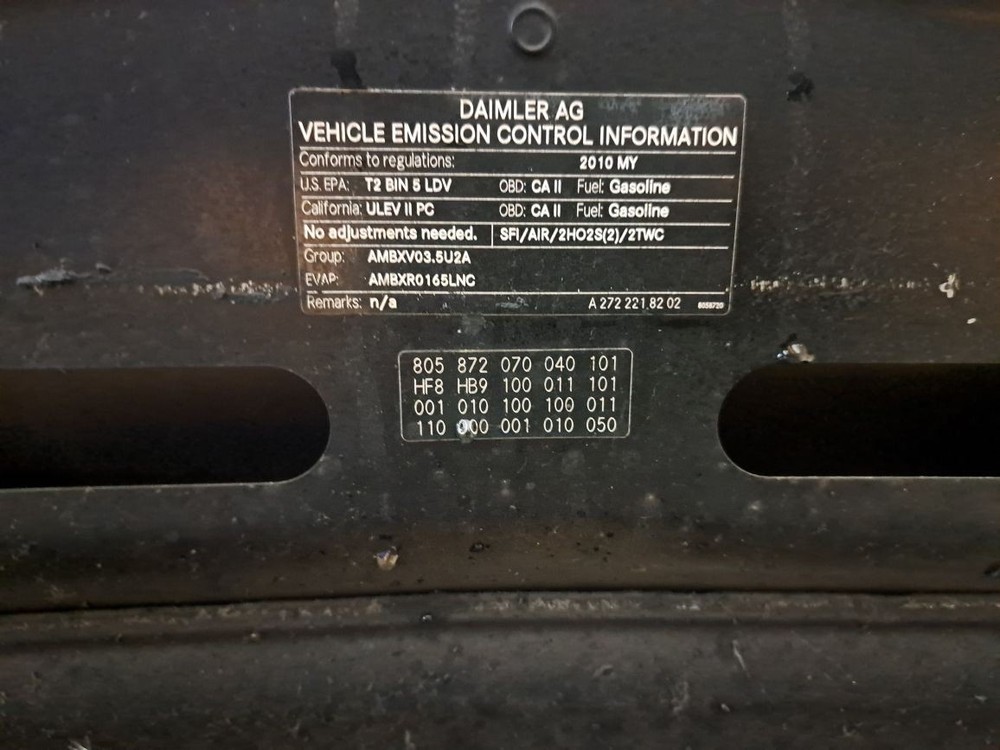 DAIMLER AG
VEHICLE EMISSION CONTROL INFORMATION
Conforms to regulations: 2010 MY
U.S. EPA: T2 BIN 5 LDV OBD: CA II Fuel: Gasoline
California: ULEV II PC OBD: CA II Fuel: Gasoline
No adjustments needed. SFI/AIR/2HO2S(2)/2TWC
Group: AMBXV03.5U2A
EVAP: AMBXR0165LNC
Remarks: n/a A 272 221 82 02
805 872 070 040 101
HF8 HB9 100 011 101
001 010 100 100 011
110 000 001 010 050